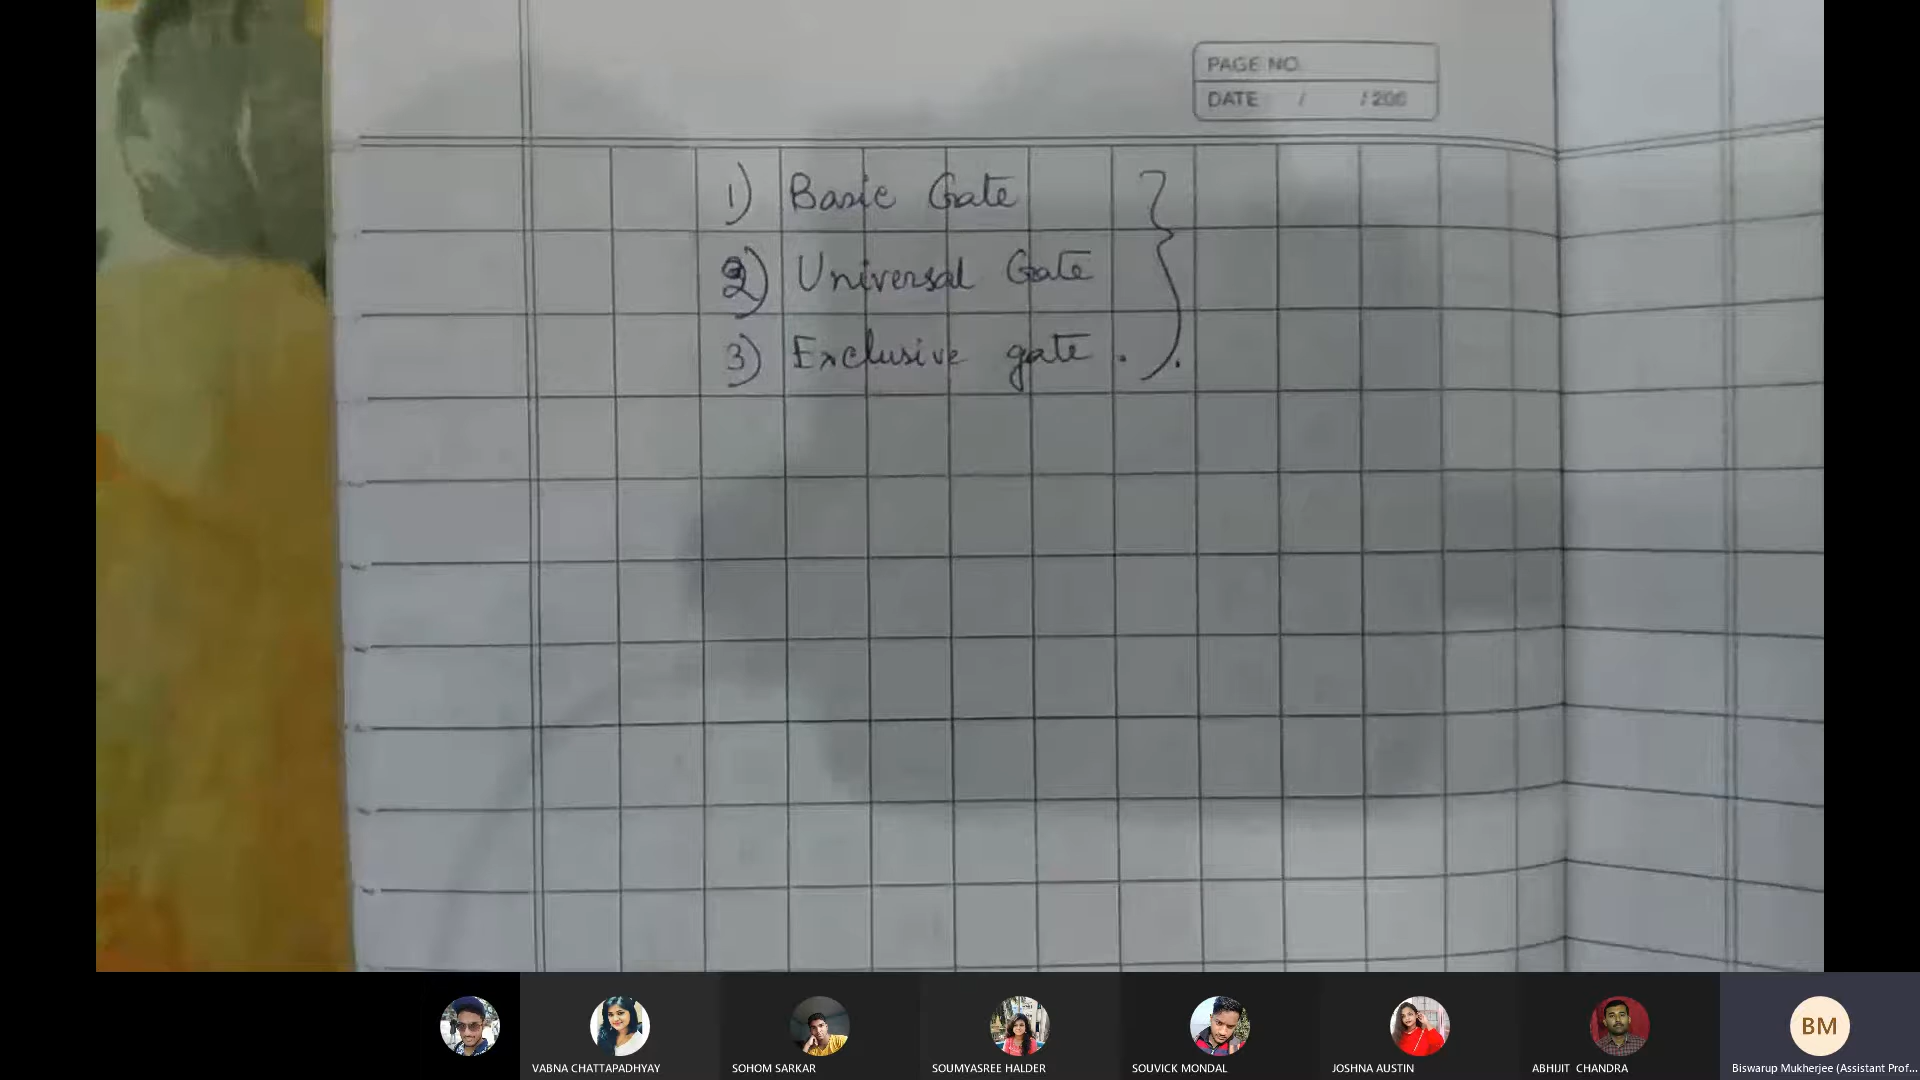 PAGE NO.
DATE / / 200
1) Basic Gate
2) Universal Gate
3) Exclusive gate .
VABNA CHATTAPADHYAY
SOHOM SARKAR
SOUMYASREE HALDER
SOUVICK MONDAL
JOSHNA AUSTIN
ABHIJIT CHANDRA
BM
Biswarup Mukherjee (Assistant Prof...